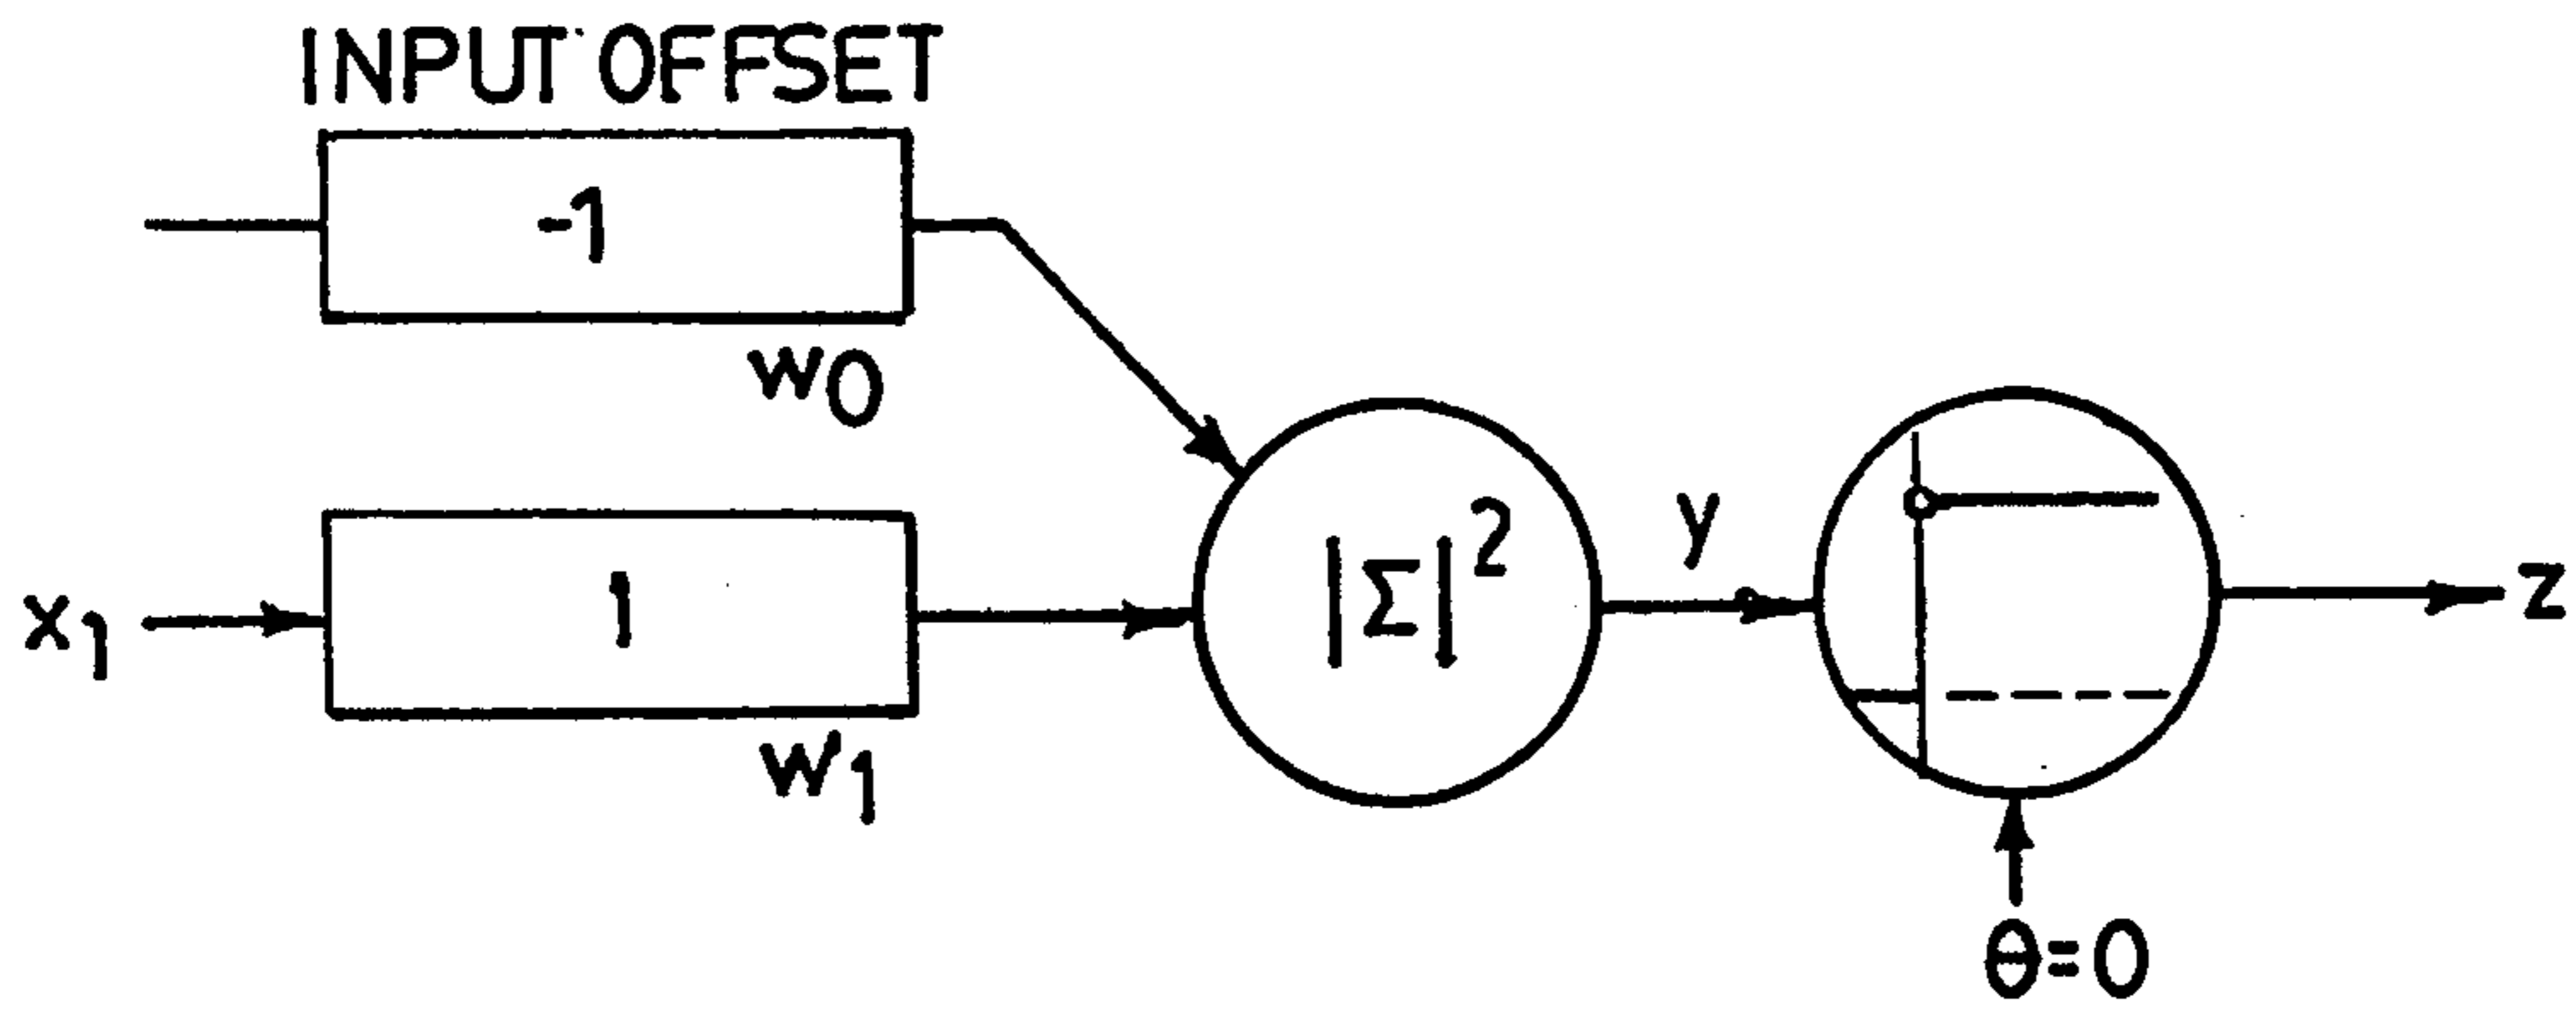 INPUT OFFSET
-1
w0
x1
1
w1
|Σ|²
y
z
θ=0